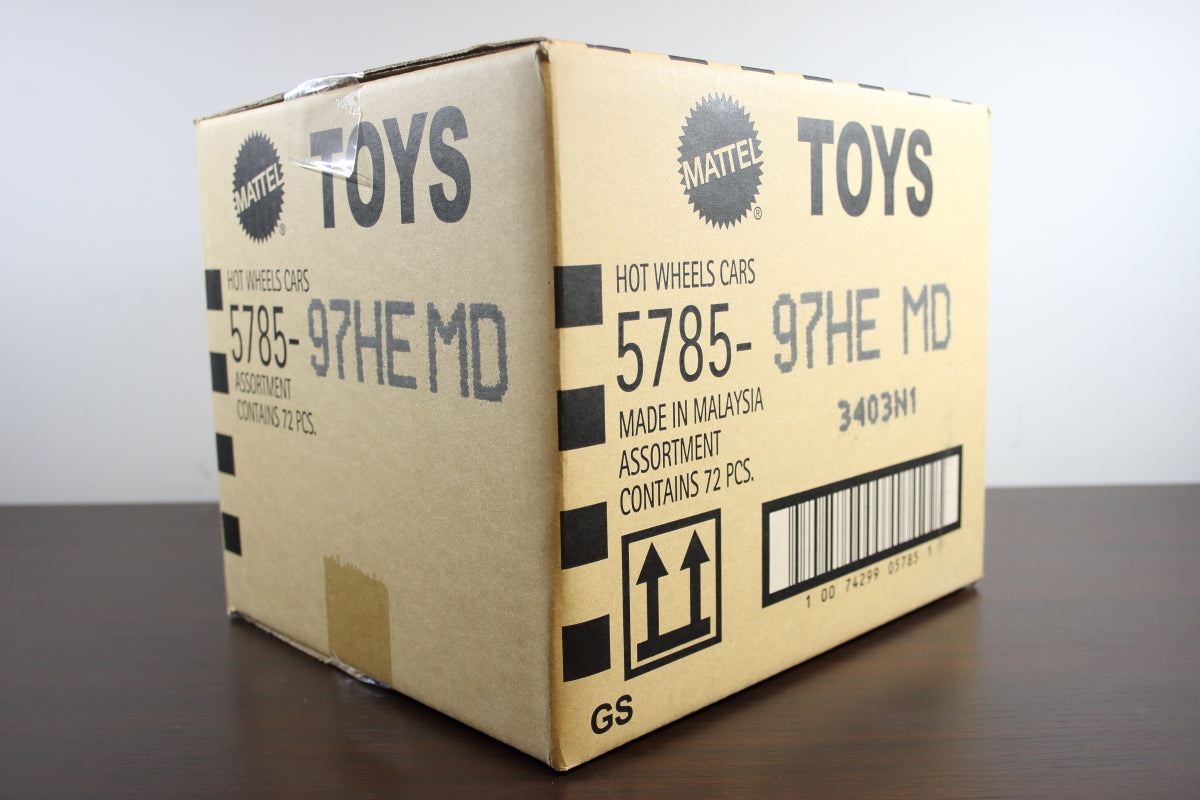 MATTEL
®
TOYS
HOT WHEELS CARS
5785- 97HE MD
ASSORTMENT
CONTAINS 72 PCS.
MATTEL
®
TOYS
HOT WHEELS CARS
5785- 97HE MD
MADE IN MALAYSIA
3403N1
ASSORTMENT
CONTAINS 72 PCS.
1 00 74299 05785 1
GS